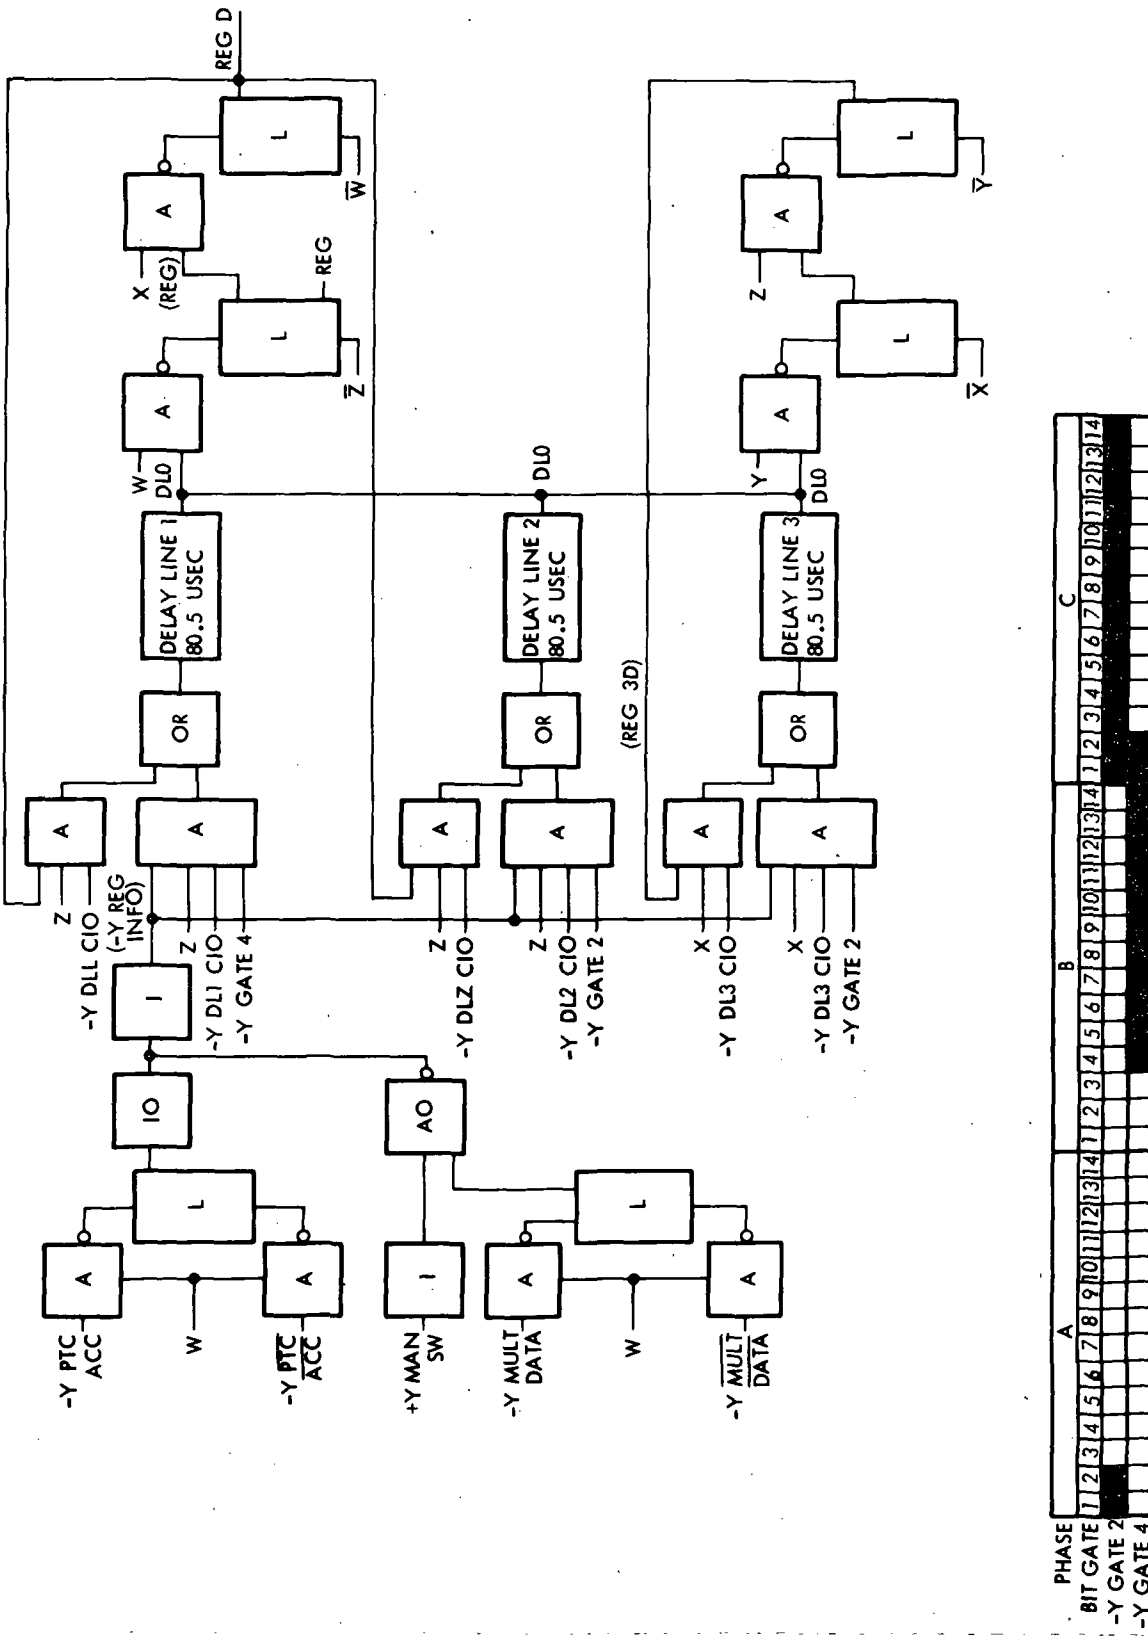 REG D
A
X
(REG)
L
W̅
A
W
DLO
L
REG
Z̅
DELAY LINE 1
80.5 USEC
OR
A
A
Z
-Y DLL CIO
(-Y REG
INFO)
Z
-Y DL1 CIO
-Y GATE 4
I
IO
L
A
A
-Y PTC
ACC
W
-Y P̅T̅C̅
A̅C̅C̅
DLO
DELAY LINE 2
80.5 USEC
OR
A
A
Z
-Y DLZ CIO
Z
-Y DL2 CIO
-Y GATE 2
AO
I
+Y MAN
SW
L
A
A
-Y MULT
DATA
W
-Y M̅U̅L̅T̅
D̅A̅T̅A̅
(REG 3D)
L
Y̅
A
Z
L
X̅
A
Y
DLO
DELAY LINE 3
80.5 USEC
OR
A
A
X
-Y DL3 CIO
X
-Y DL3 CIO
-Y GATE 2
PHASE A B C
BIT GATE 1 2 3 4 5 6 7 8 9 10 11 12 13 14 1 2 3 4 5 6 7 8 9 10 11 12 13 14 1 2 3 4 5 6 7 8 9 10 11 12 13 14
-Y GATE 2
-Y GATE 4